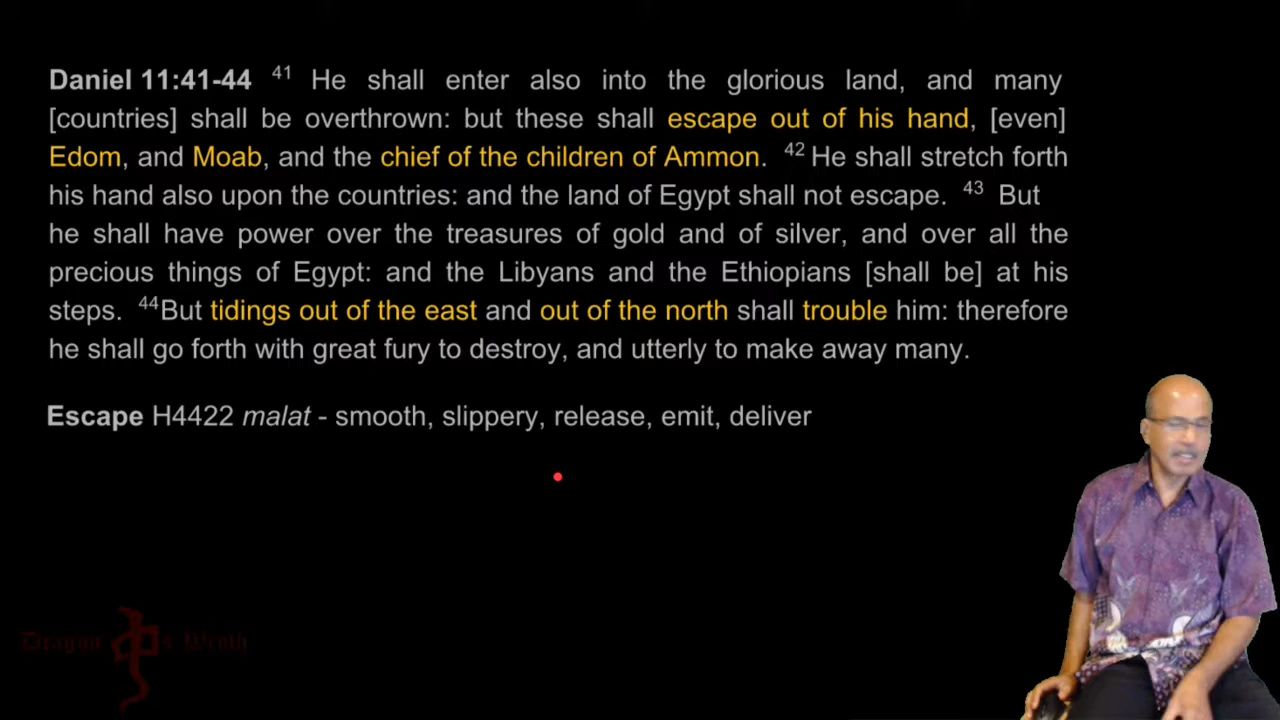 Daniel 11:41-44 41 He shall enter also into the glorious land, and many
[countries] shall be overthrown: but these shall escape out of his hand, [even]
Edom, and Moab, and the chief of the children of Ammon. 42 He shall stretch forth
his hand also upon the countries: and the land of Egypt shall not escape. 43 But
he shall have power over the treasures of gold and of silver, and over all the
precious things of Egypt: and the Libyans and the Ethiopians [shall be] at his
steps. 44But tidings out of the east and out of the north shall trouble him: therefore
he shall go forth with great fury to destroy, and utterly to make away many.
Escape H4422 malat - smooth, slippery, release, emit, deliver
Dragon s Wrath